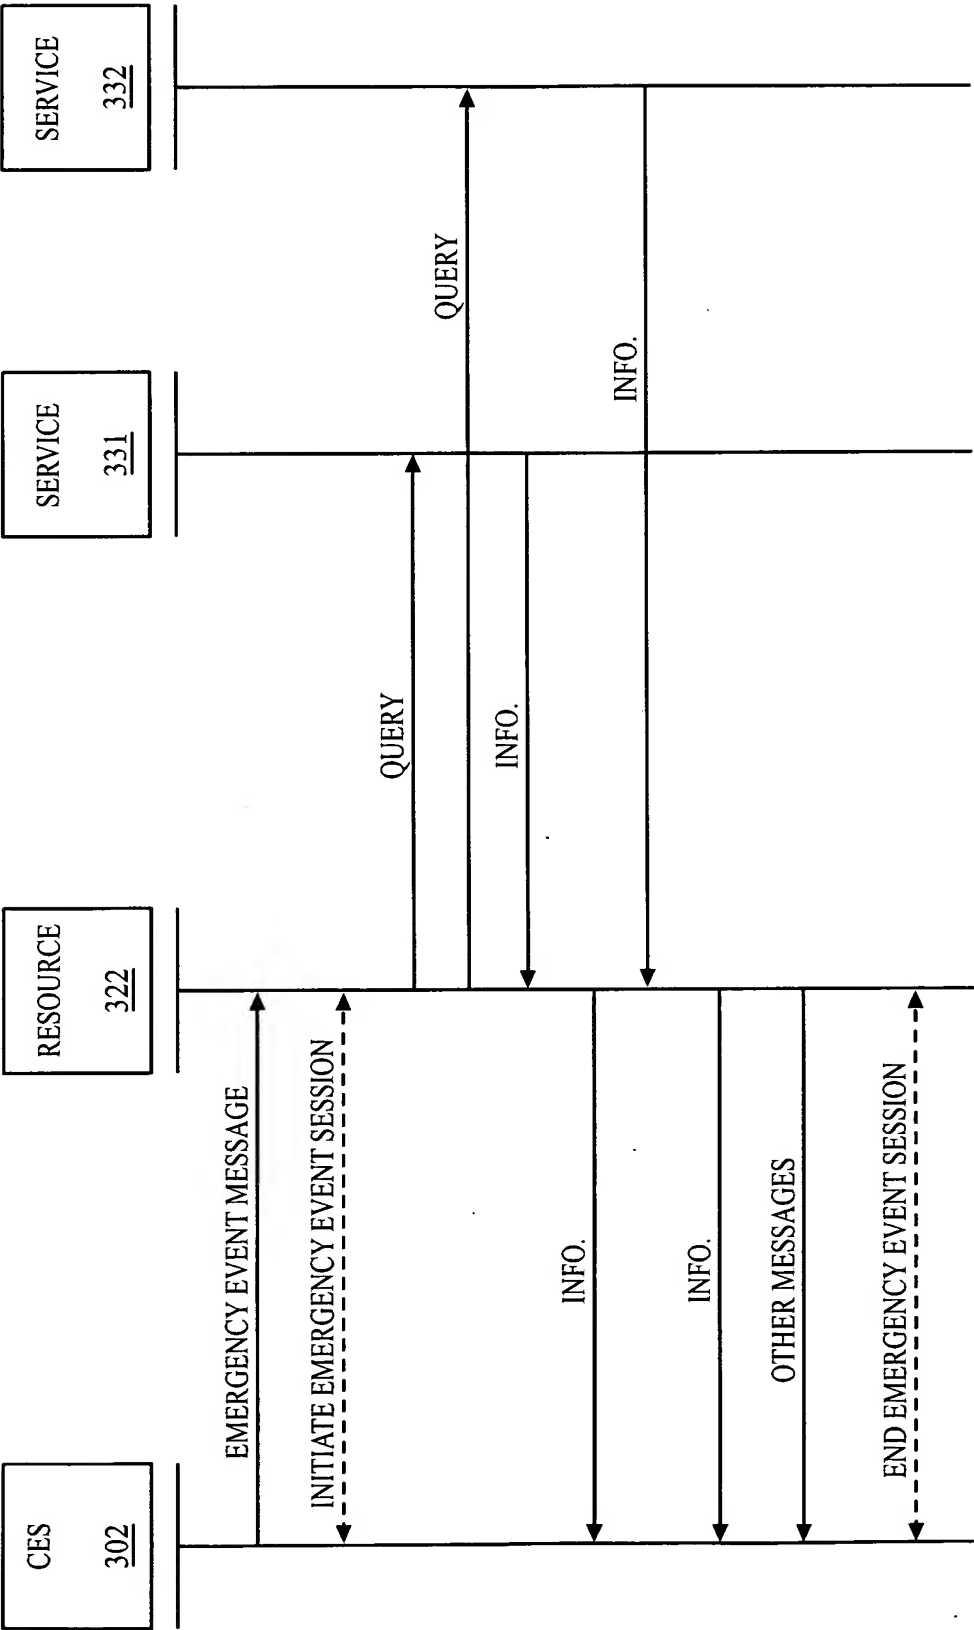 CES
302
RESOURCE
322
SERVICE
331
SERVICE
332
EMERGENCY EVENT MESSAGE
INITIATE EMERGENCY EVENT SESSION
QUERY
QUERY
INFO.
INFO.
INFO.
INFO.
OTHER MESSAGES
END EMERGENCY EVENT SESSION